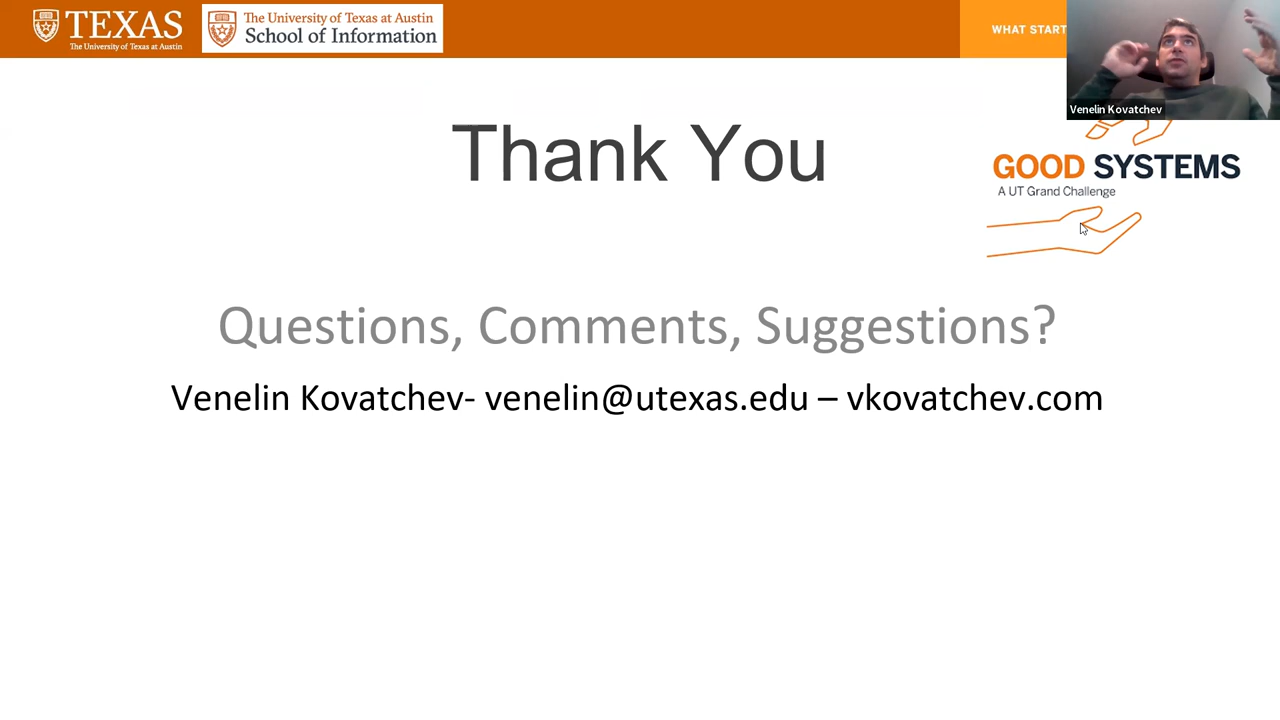 TEXAS
The University of Texas at Austin
The University of Texas at Austin
School of Information
WHAT START
Venelin Kovatchev
Thank You
GOOD SYSTEMS
A UT Grand Challenge
Questions, Comments, Suggestions?
Venelin Kovatchev- venelin@utexas.edu – vkovatchev.com